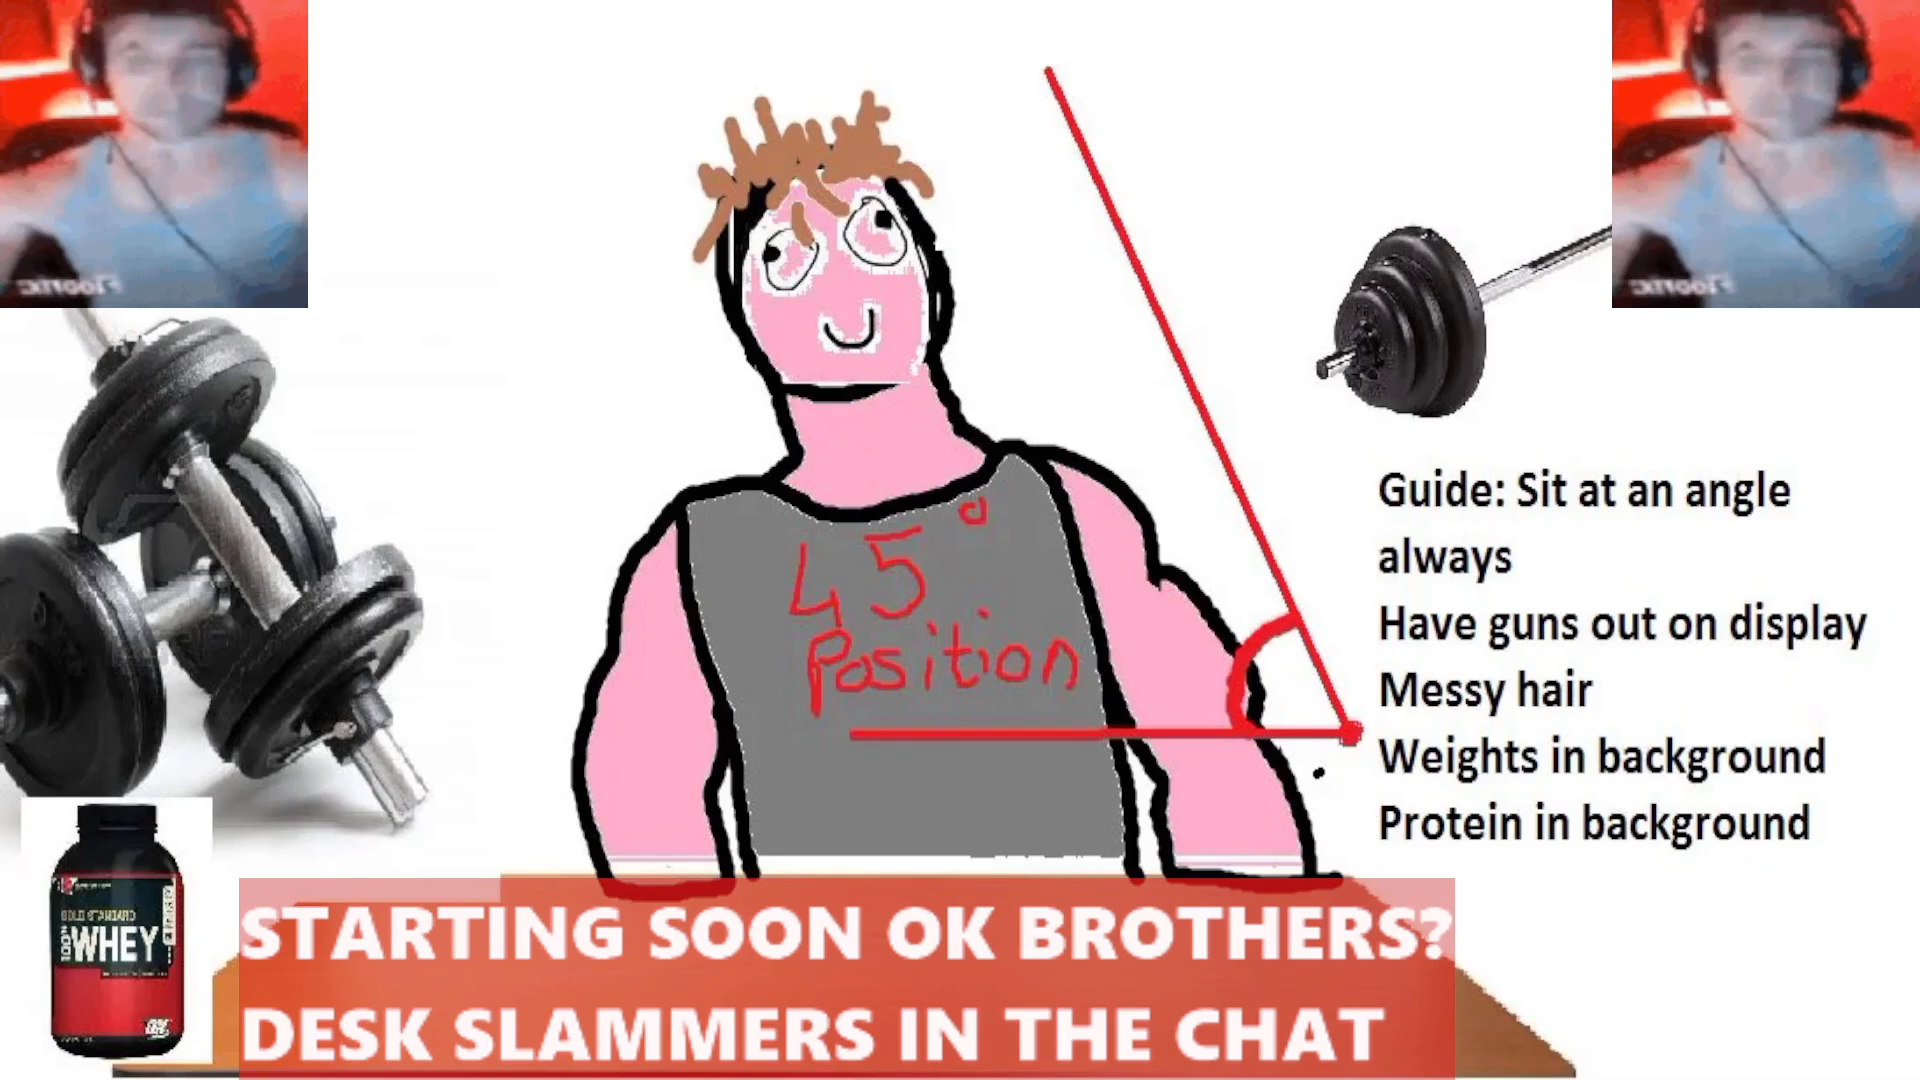 45°
Position
Guide: Sit at an angle
always
Have guns out on display
Messy hair
Weights in background
Protein in background
GOLD STANDARD
100% WHEY
ON
STARTING SOON OK BROTHERS?
DESK SLAMMERS IN THE CHAT